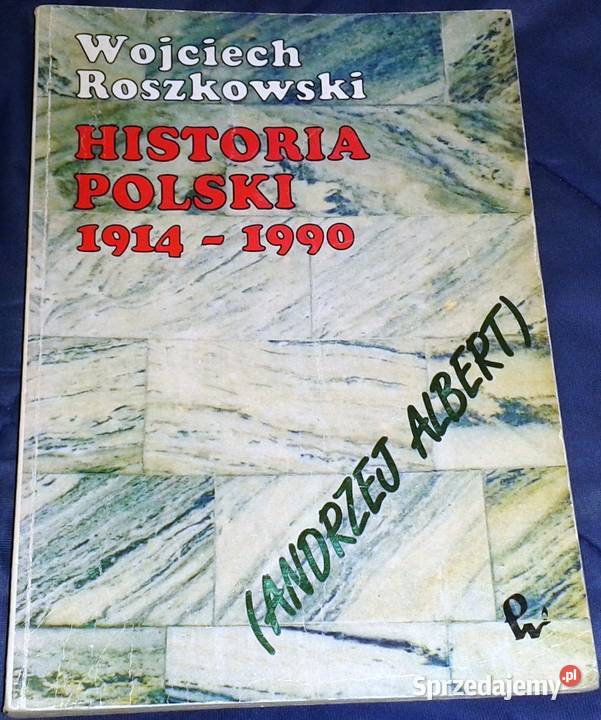 Wojciech
Roszkowski
HISTORIA
POLSKI
1914 - 1990
(ANDRZEJ ALBERT)
Sprzedajemy.pl